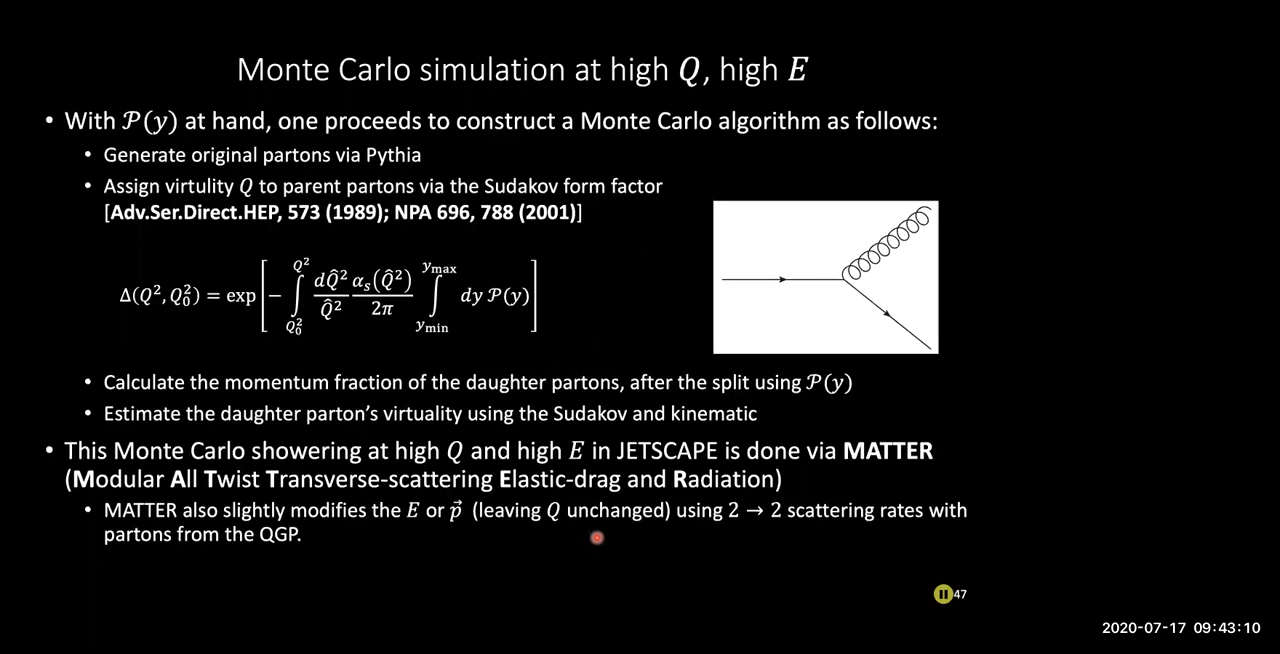 Monte Carlo simulation at high Q, high E
• With 𝒫(y) at hand, one proceeds to construct a Monte Carlo algorithm as follows:
• Generate original partons via Pythia
• Assign virtulity Q to parent partons via the Sudakov form factor
[Adv.Ser.Direct.HEP, 573 (1989); NPA 696, 788 (2001)]
Δ(Q², Q₀²) = exp[−∫_{Q₀²}^{Q²} dQ̂²/Q̂² α_s(Q̂²)/2π ∫_{y_min}^{y_max} dy 𝒫(y)]
• Calculate the momentum fraction of the daughter partons, after the split using 𝒫(y)
• Estimate the daughter parton's virtuality using the Sudakov and kinematic
• This Monte Carlo showering at high Q and high E in JETSCAPE is done via MATTER
(Modular All Twist Transverse-scattering Elastic-drag and Radiation)
• MATTER also slightly modifies the E or p⃗ (leaving Q unchanged) using 2 → 2 scattering rates with
partons from the QGP.
47
2020-07-17 09:43:10